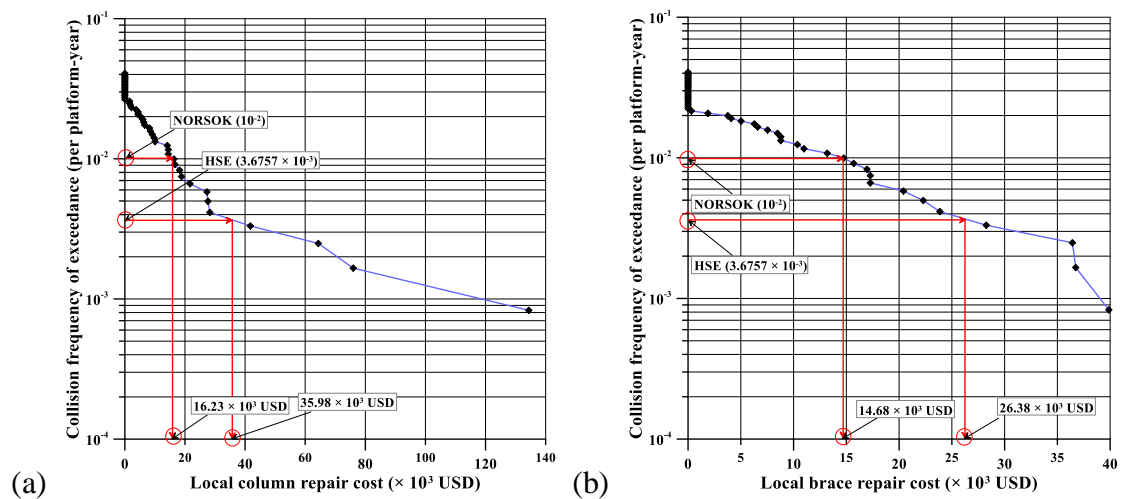 Collision frequency of exceedance (per platform-year)
10⁻¹
10⁻²
10⁻³
10⁻⁴
NORSOK (10⁻²)
HSE (3.6757 × 10⁻³)
16.23 × 10³ USD
35.98 × 10³ USD
0 20 40 60 80 100 120 140
(a)
Local column repair cost (× 10³ USD)
Collision frequency of exceedance (per platform-year)
10⁻¹
10⁻²
10⁻³
10⁻⁴
NORSOK (10⁻²)
HSE (3.6757 × 10⁻³)
14.68 × 10³ USD
26.38 × 10³ USD
0 5 10 15 20 25 30 35 40
(b)
Local brace repair cost (× 10³ USD)